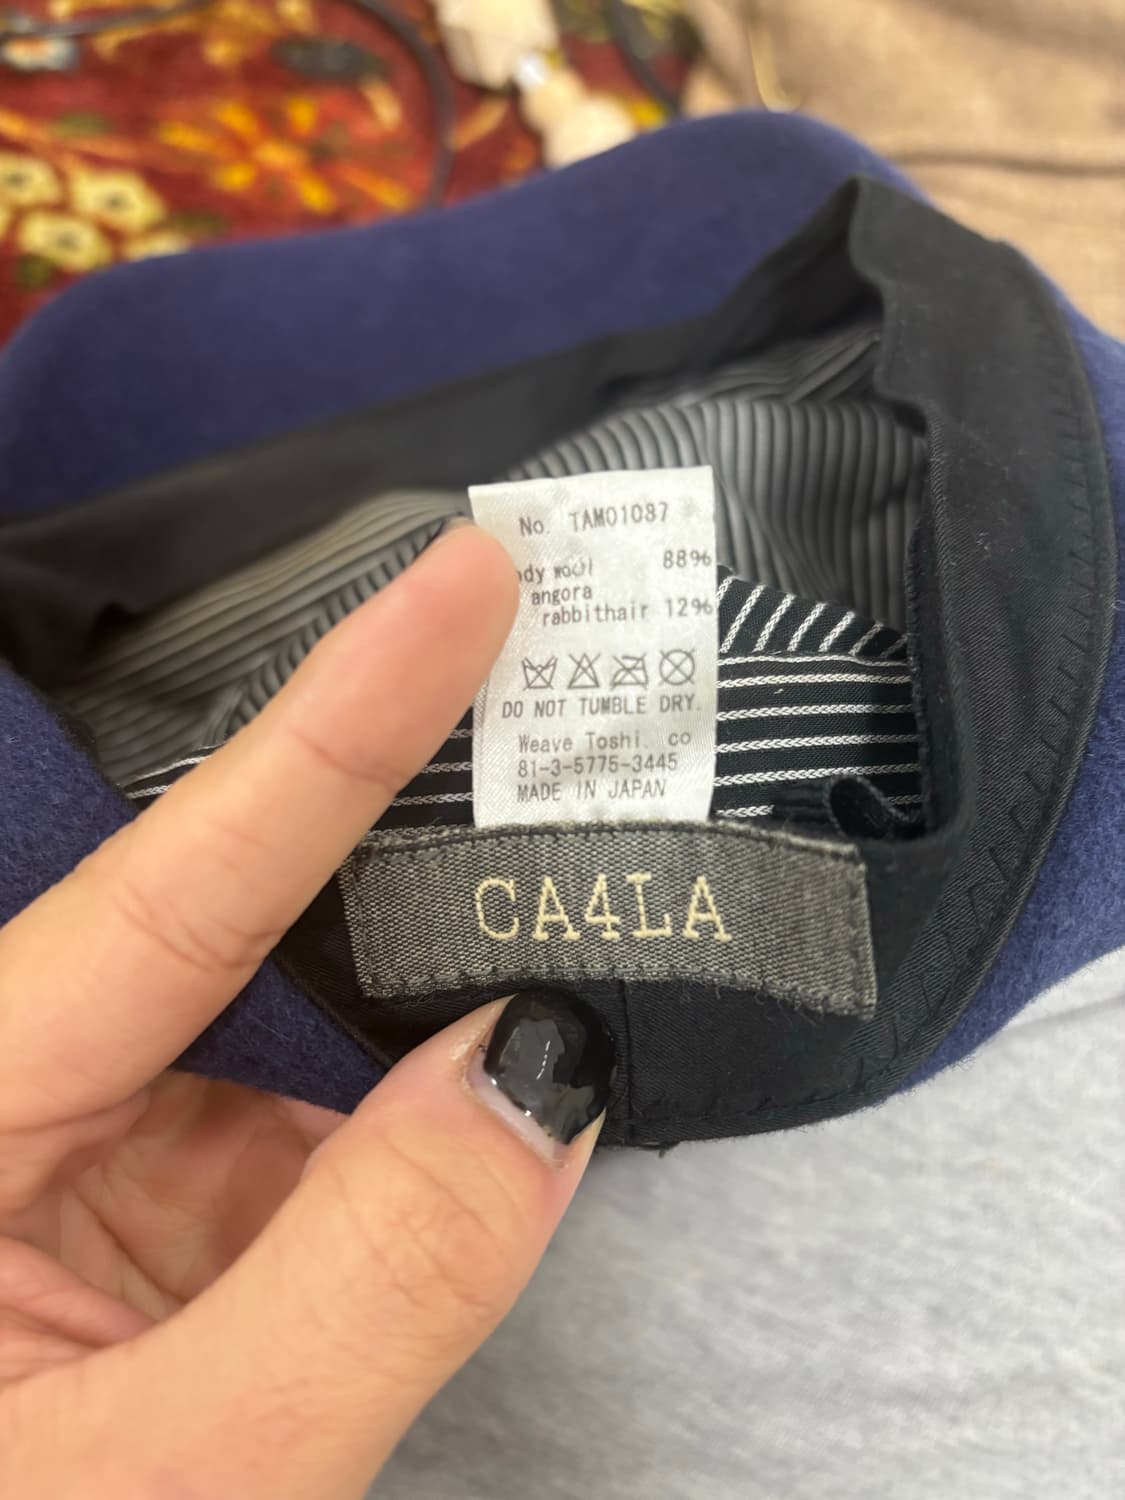 No. TAM01087
wool 88%
angora
rabbithair 12%
DO NOT TUMBLE DRY.
Weave Toshi. co
81-3-5775-3445
MADE IN JAPAN
CA4LA